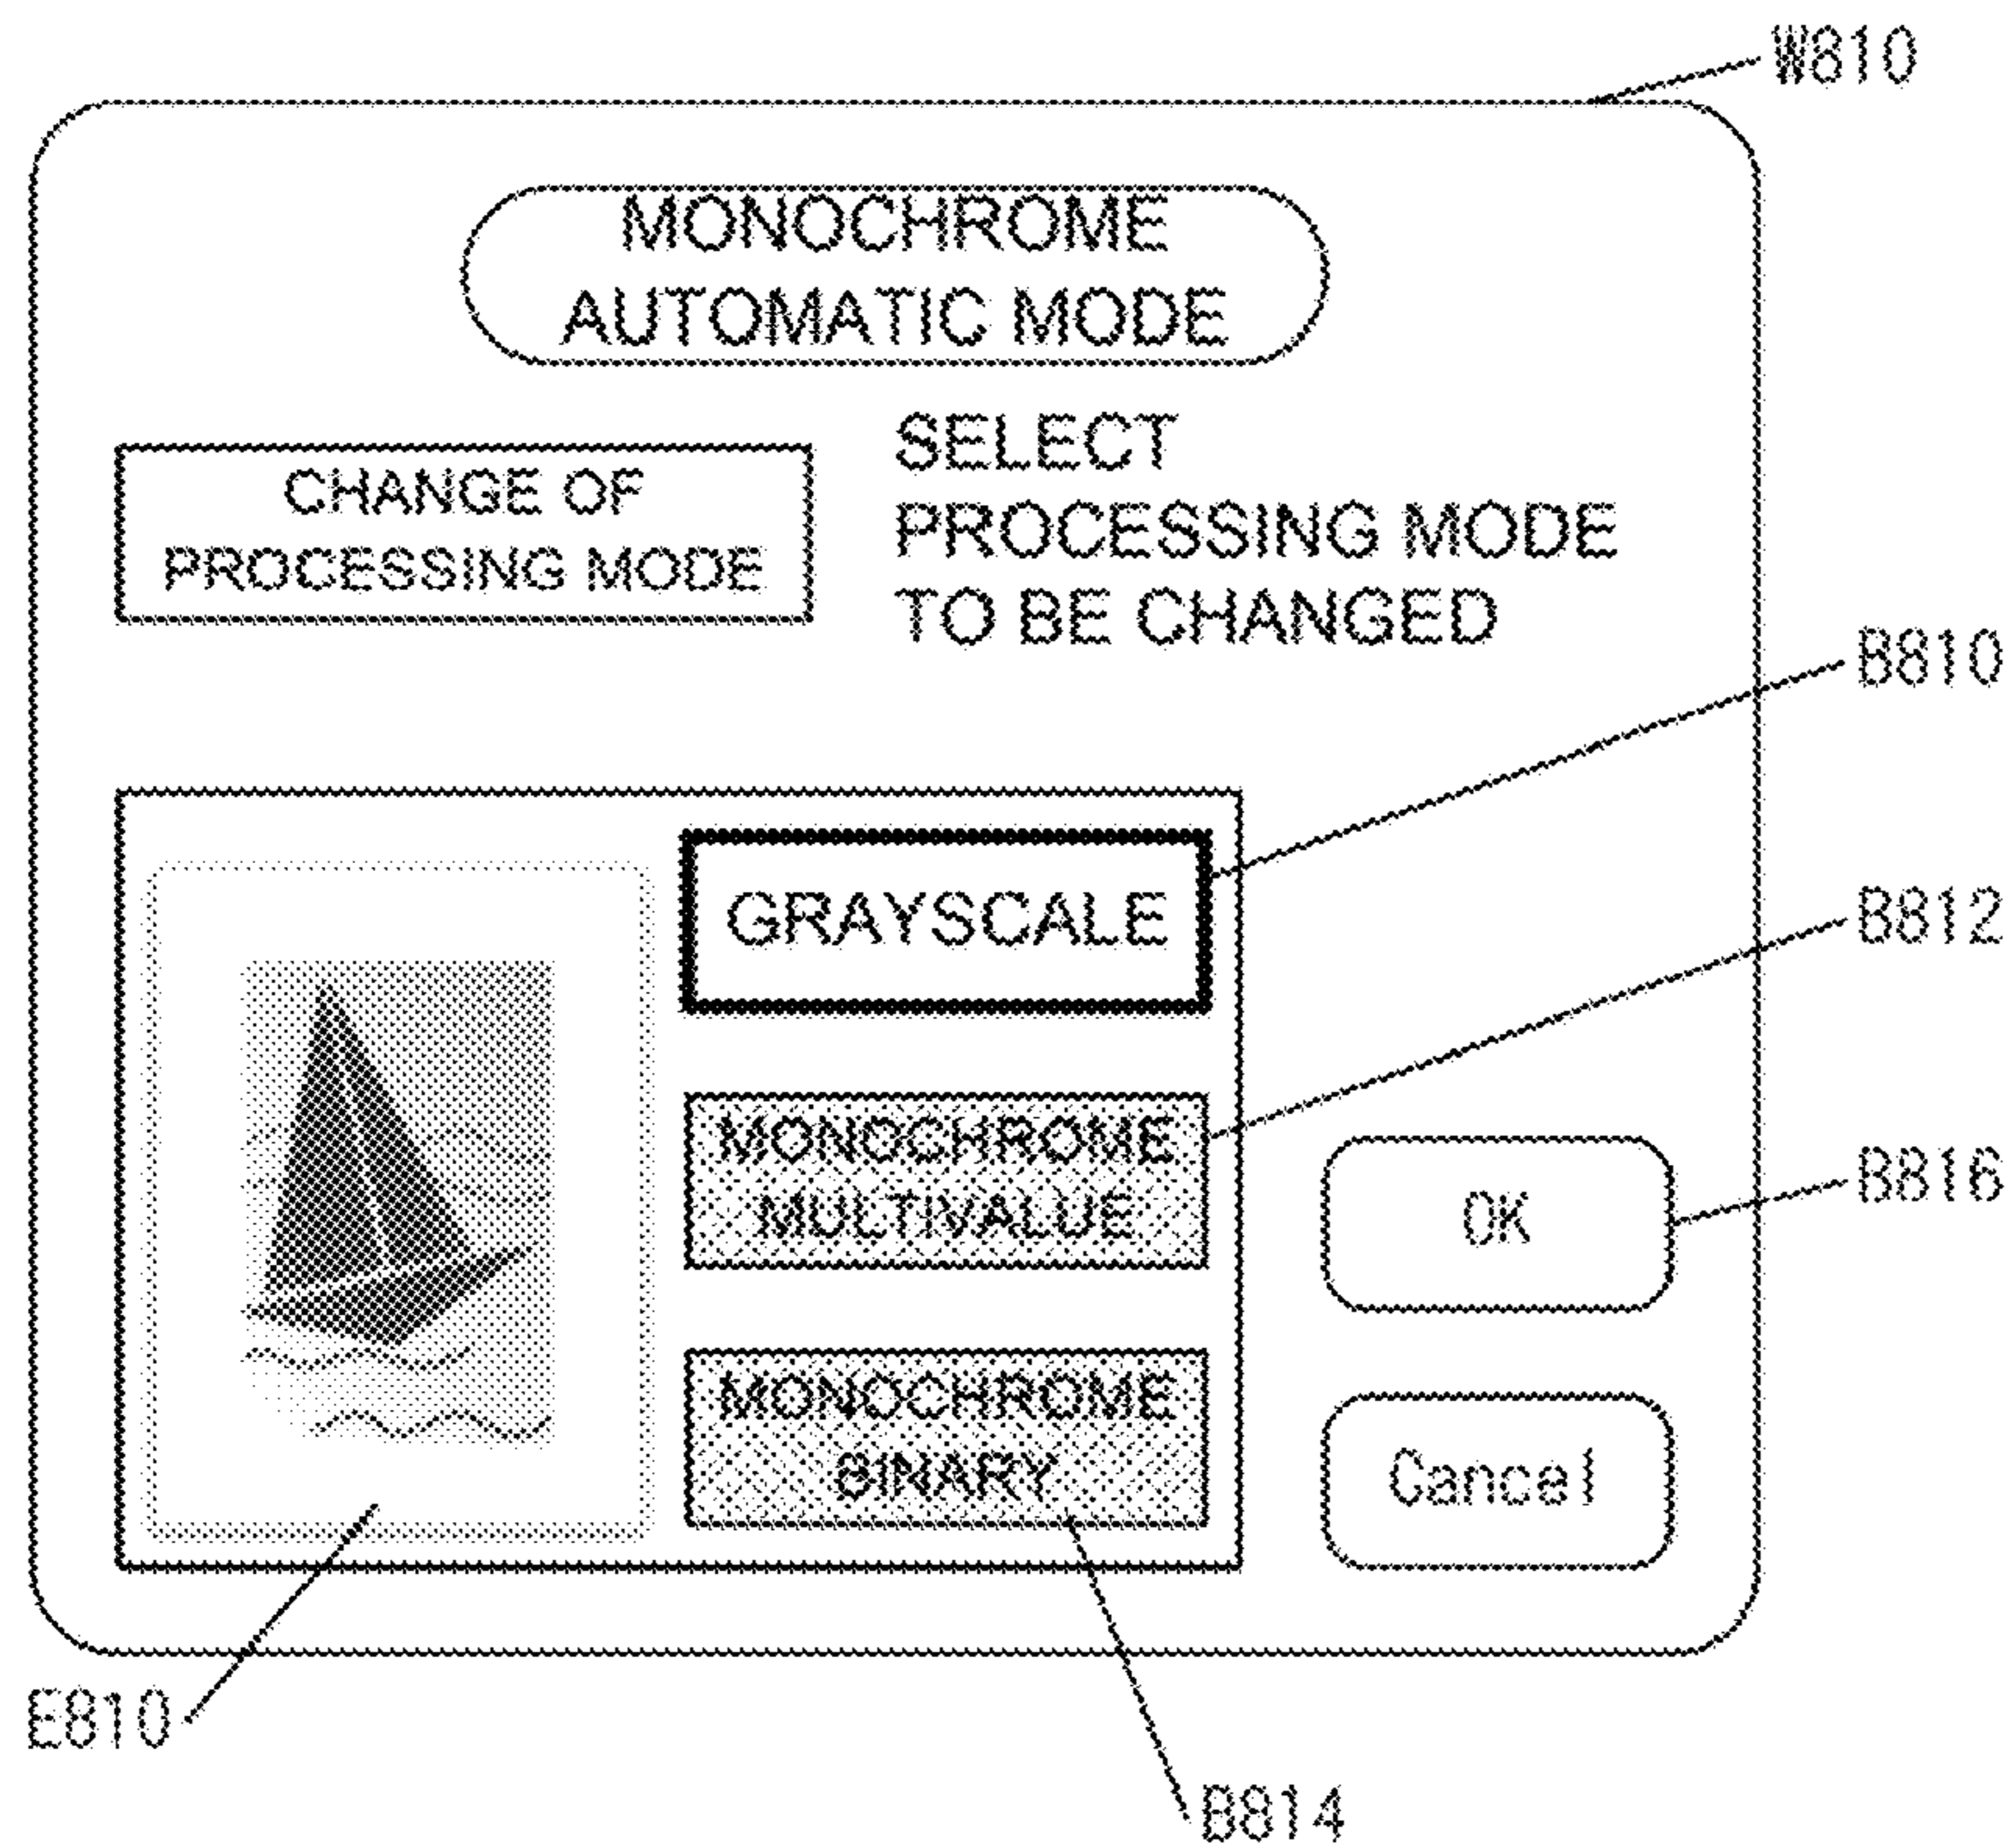 W810
MONOCHROME
AUTOMATIC MODE
CHANGE OF
PROCESSING MODE
SELECT
PROCESSING MODE
TO BE CHANGED
B810
GRAYSCALE
B812
MONOCHROME
MULTIVALUE
B816
OK
MONOCHROME
BINARY
Cancel
E810
B814